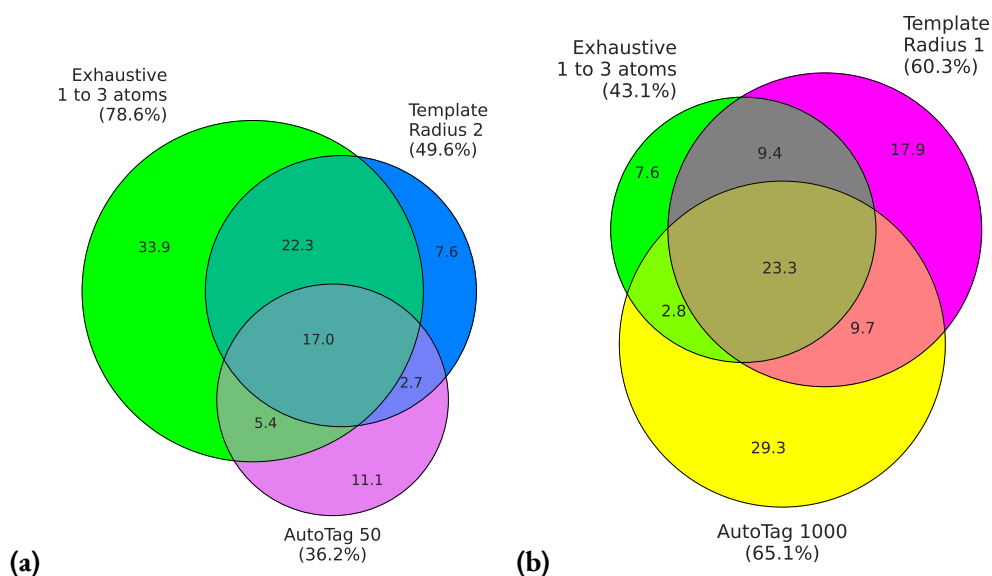 Exhaustive
1 to 3 atoms
(78.6%)
Template
Radius 2
(49.6%)
33.9
22.3
7.6
17.0
2.7
5.4
11.1
AutoTag 50
(36.2%)
(a)
Template
Radius 1
(60.3%)
Exhaustive
1 to 3 atoms
(43.1%)
7.6
9.4
17.9
23.3
2.8
9.7
29.3
AutoTag 1000
(65.1%)
(b)